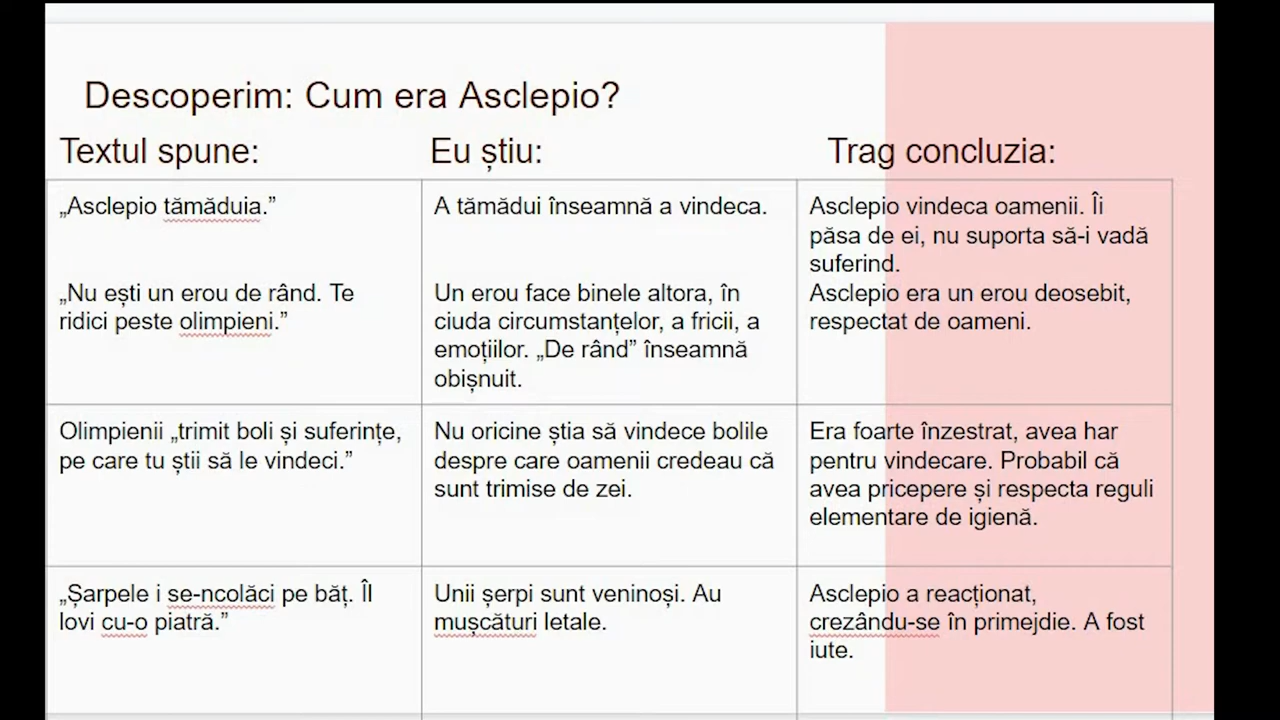 Descoperim: Cum era Asclepio?
Textul spune:
Eu știu:
Trag concluzia:
„Asclepio tămăduia.”
A tămădui înseamnă a vindeca.
Asclepio vindeca oamenii. Îi
păsa de ei, nu suporta să-i vadă
suferind.
„Nu ești un erou de rând. Te
ridici peste olimpieni.”
Un erou face binele altora, în
ciuda circumstanțelor, a fricii, a
emoțiilor. „De rând” înseamnă
obișnuit.
Asclepio era un erou deosebit,
respectat de oameni.
Olimpienii „trimit boli și suferințe,
pe care tu știi să le vindeci.”
Nu oricine știa să vindece bolile
despre care oamenii credeau că
sunt trimise de zei.
Era foarte înzestrat, avea har
pentru vindecare. Probabil că
avea pricepere și respecta reguli
elementare de igienă.
„Șarpele i se-ncolăci pe băț. Îl
lovi cu-o piatră.”
Unii șerpi sunt veninoși. Au
mușcături letale.
Asclepio a reacționat,
crezându-se în primejdie. A fost
iute.